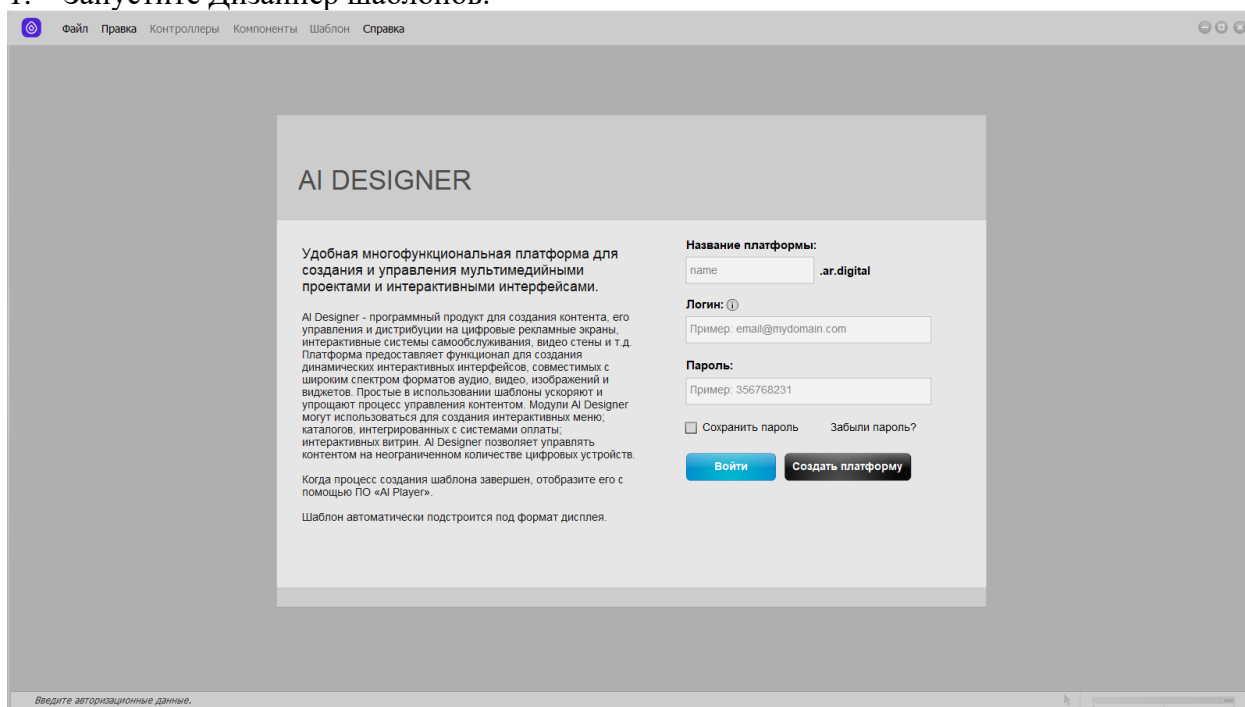 1. Запустите Дизайнер шаблонов.
Файл Правка Контроллеры Компоненты Шаблон Справка
AI DESIGNER
Удобная многофункциональная платформа для
создания и управления мультимедийными
проектами и интерактивными интерфейсами.
AI Designer - программный продукт для создания контента, его
управления и дистрибуции на цифровые рекламные экраны,
интерактивные системы самообслуживания, видео стены и т.д.
Платформа предоставляет функционал для создания
динамических интерактивных интерфейсов, совместимых с
широким спектром форматов аудио, видео, изображений и
виджетов. Простые в использовании шаблоны ускоряют и
упрощают процесс управления контентом. Модули AI Designer
могут использоваться для создания интерактивных меню;
каталогов, интегрированных с системами оплаты;
интерактивных витрин. AI Designer позволяет управлять
контентом на неограниченном количестве цифровых устройств.
Когда процесс создания шаблона завершен, отобразите его с
помощью ПО «AI Player».
Шаблон автоматически подстроится под формат дисплея.
Название платформы:
name .ar.digital
Логин:
Пример: email@mydomain.com
Пароль:
Пример: 356768231
Сохранить пароль Забыли пароль?
Войти Создать платформу
Введите авторизационные данные.